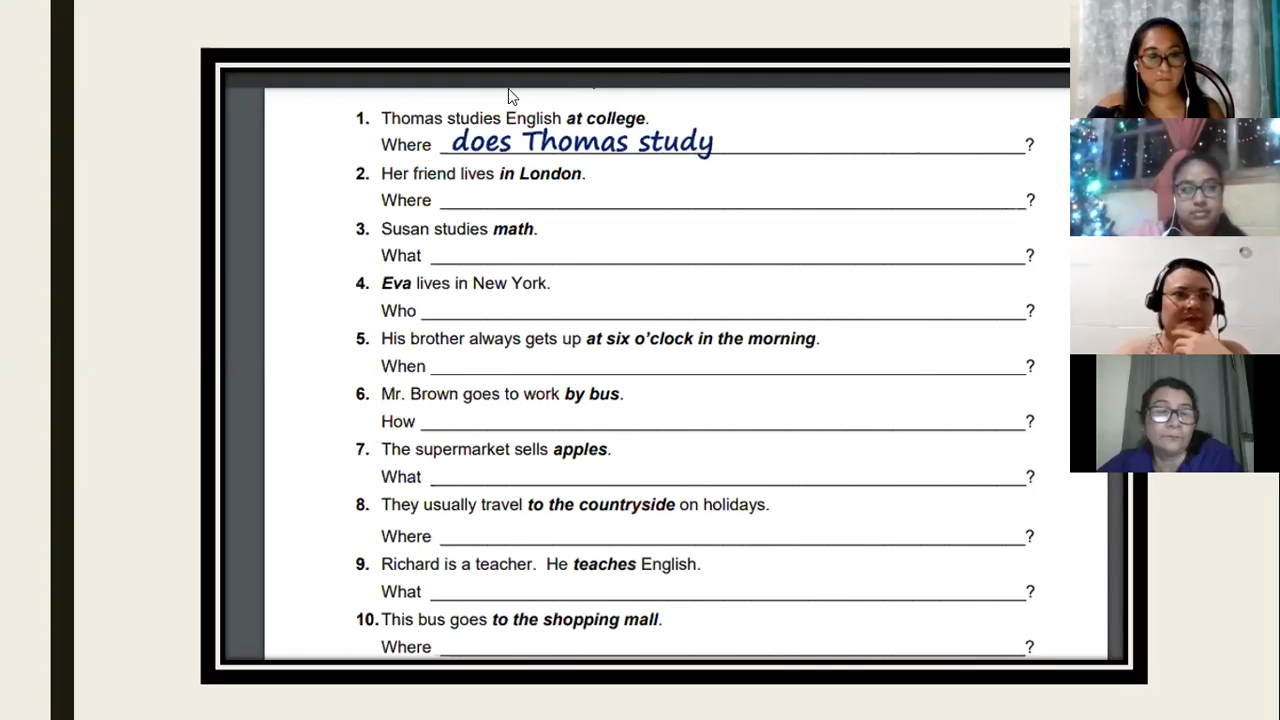 1. Thomas studies English at college.
Where does Thomas study ?
2. Her friend lives in London.
Where ?
3. Susan studies math.
What ?
4. Eva lives in New York.
Who ?
5. His brother always gets up at six o'clock in the morning.
When ?
6. Mr. Brown goes to work by bus.
How ?
7. The supermarket sells apples.
What ?
8. They usually travel to the countryside on holidays.
Where ?
9. Richard is a teacher. He teaches English.
What ?
10. This bus goes to the shopping mall.
Where ?